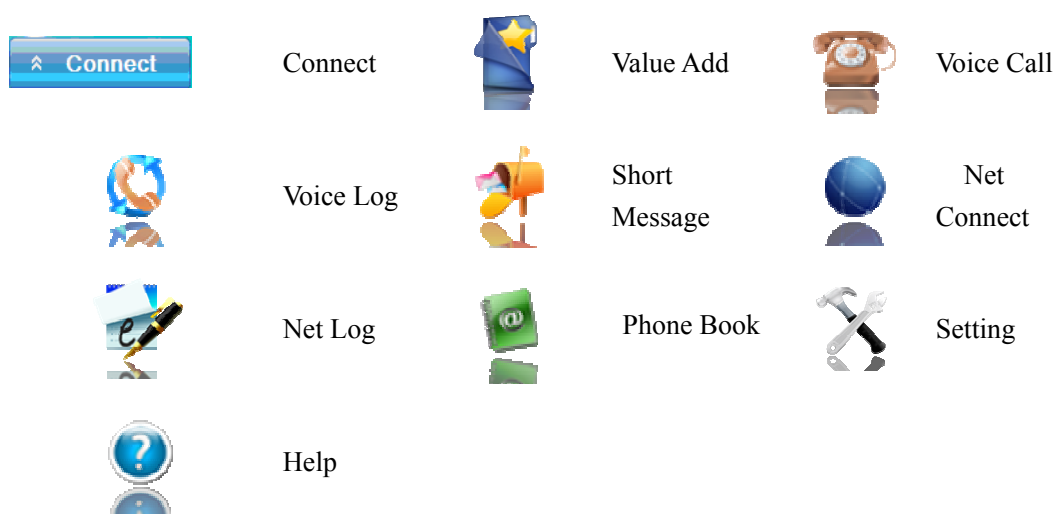 Connect
Connect
Value Add
Voice Call
Voice Log
Short
Message
Net
Connect
e
Net Log
@
Phone Book
Setting
?
Help